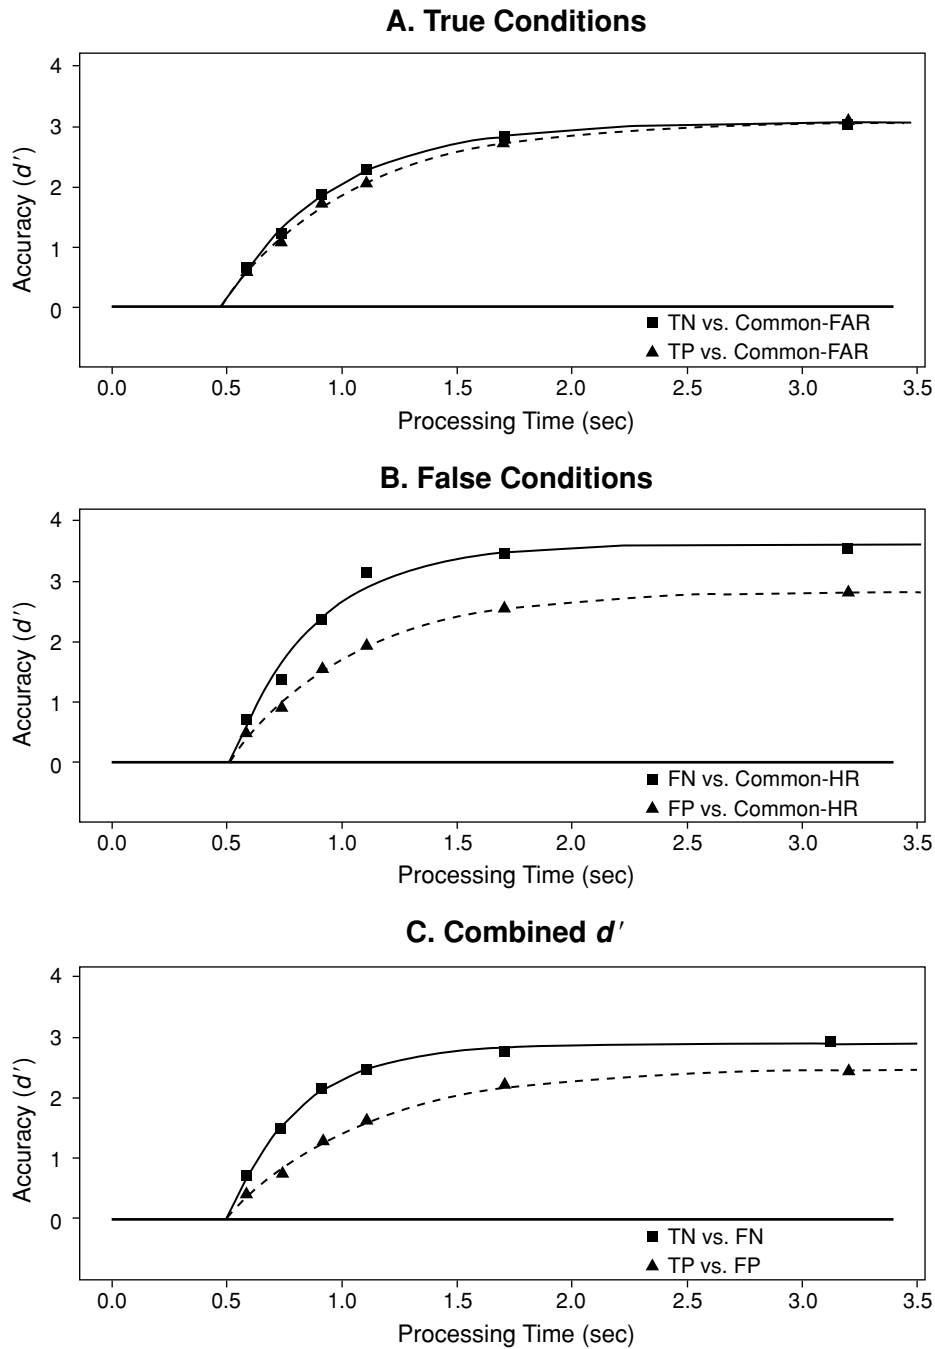 A. True Conditions
4
3
2
1
0
Accuracy (d′)
TN vs. Common-FAR
TP vs. Common-FAR
0.0 0.5 1.0 1.5 2.0 2.5 3.0 3.5
Processing Time (sec)
B. False Conditions
4
3
2
1
0
Accuracy (d′)
FN vs. Common-HR
FP vs. Common-HR
0.0 0.5 1.0 1.5 2.0 2.5 3.0 3.5
Processing Time (sec)
C. Combined d′
4
3
2
1
0
Accuracy (d′)
TN vs. FN
TP vs. FP
0.0 0.5 1.0 1.5 2.0 2.5 3.0 3.5
Processing Time (sec)